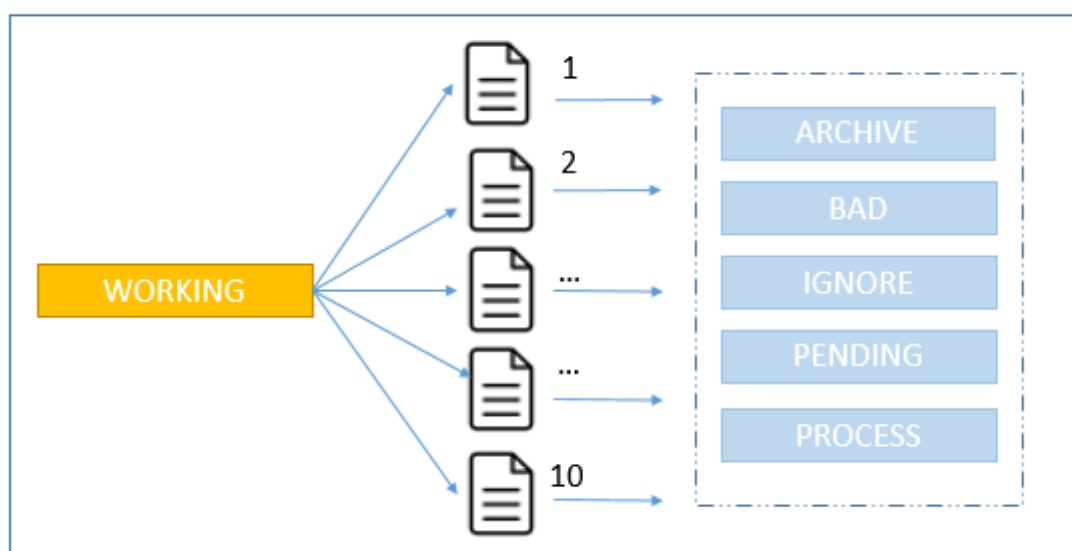 1
ARCHIVE
2
BAD
WORKING
...
IGNORE
...
PENDING
PROCESS
10